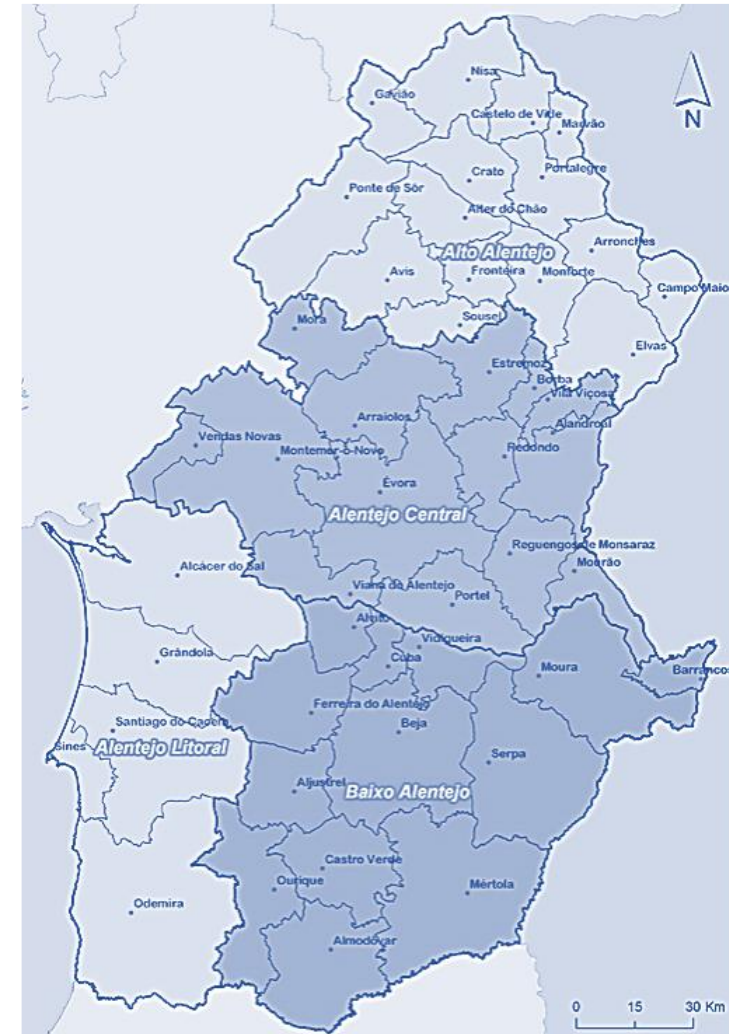 Nisa
Gavião
Castelo de Vide
Marvão
N
Crato
Portalegre
Ponte de Sôr
Alter do Chão
Arronches
Alto Alentejo
Avis
Fronteira
Monforte
Campo Maio
Sousel
Mora
Elvas
Estremoz
Borba
Vila Viçosa
Arraiolos
Alandroal
Vendas Novas
Montemor-o-Novo
Redondo
Évora
Alentejo Central
Reguengos de Monsaraz
Alcácer do Sal
Mourão
Viana do Alentejo
Portel
Alvito
Vidigueira
Grândola
Cuba
Moura
Barrancos
Ferreira do Alentejo
Santiago do Cacém
Beja
Sines
Alentejo Litoral
Serpa
Aljustrel
Baixo Alentejo
Castro Verde
Ourique
Mértola
Odemira
Almodôvar
0 15 30 Km